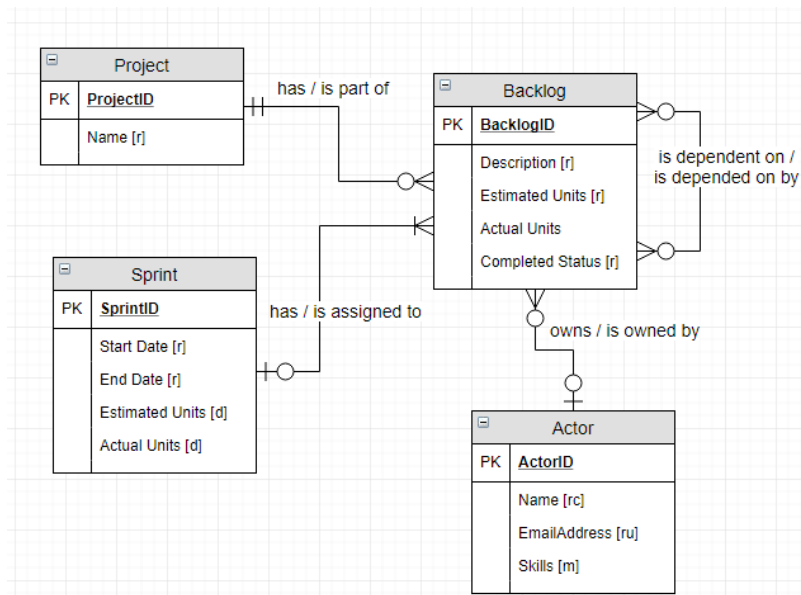 Project
PK ProjectID
Name [r]
has / is part of
Backlog
PK BacklogID
Description [r]
Estimated Units [r]
Actual Units
Completed Status [r]
is dependent on /
is depended on by
Sprint
PK SprintID
Start Date [r]
End Date [r]
Estimated Units [d]
Actual Units [d]
has / is assigned to
owns / is owned by
Actor
PK ActorID
Name [rc]
EmailAddress [ru]
Skills [m]